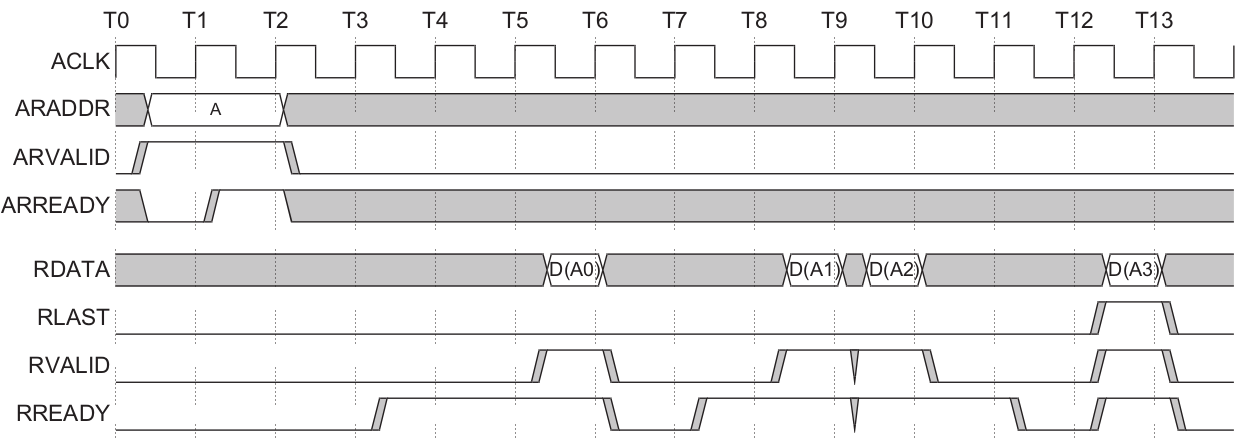 T0 T1 T2 T3 T4 T5 T6 T7 T8 T9 T10 T11 T12 T13
ACLK
ARADDR A
ARVALID
ARREADY
RDATA D(A0) D(A1) D(A2) D(A3)
RLAST
RVALID
RREADY